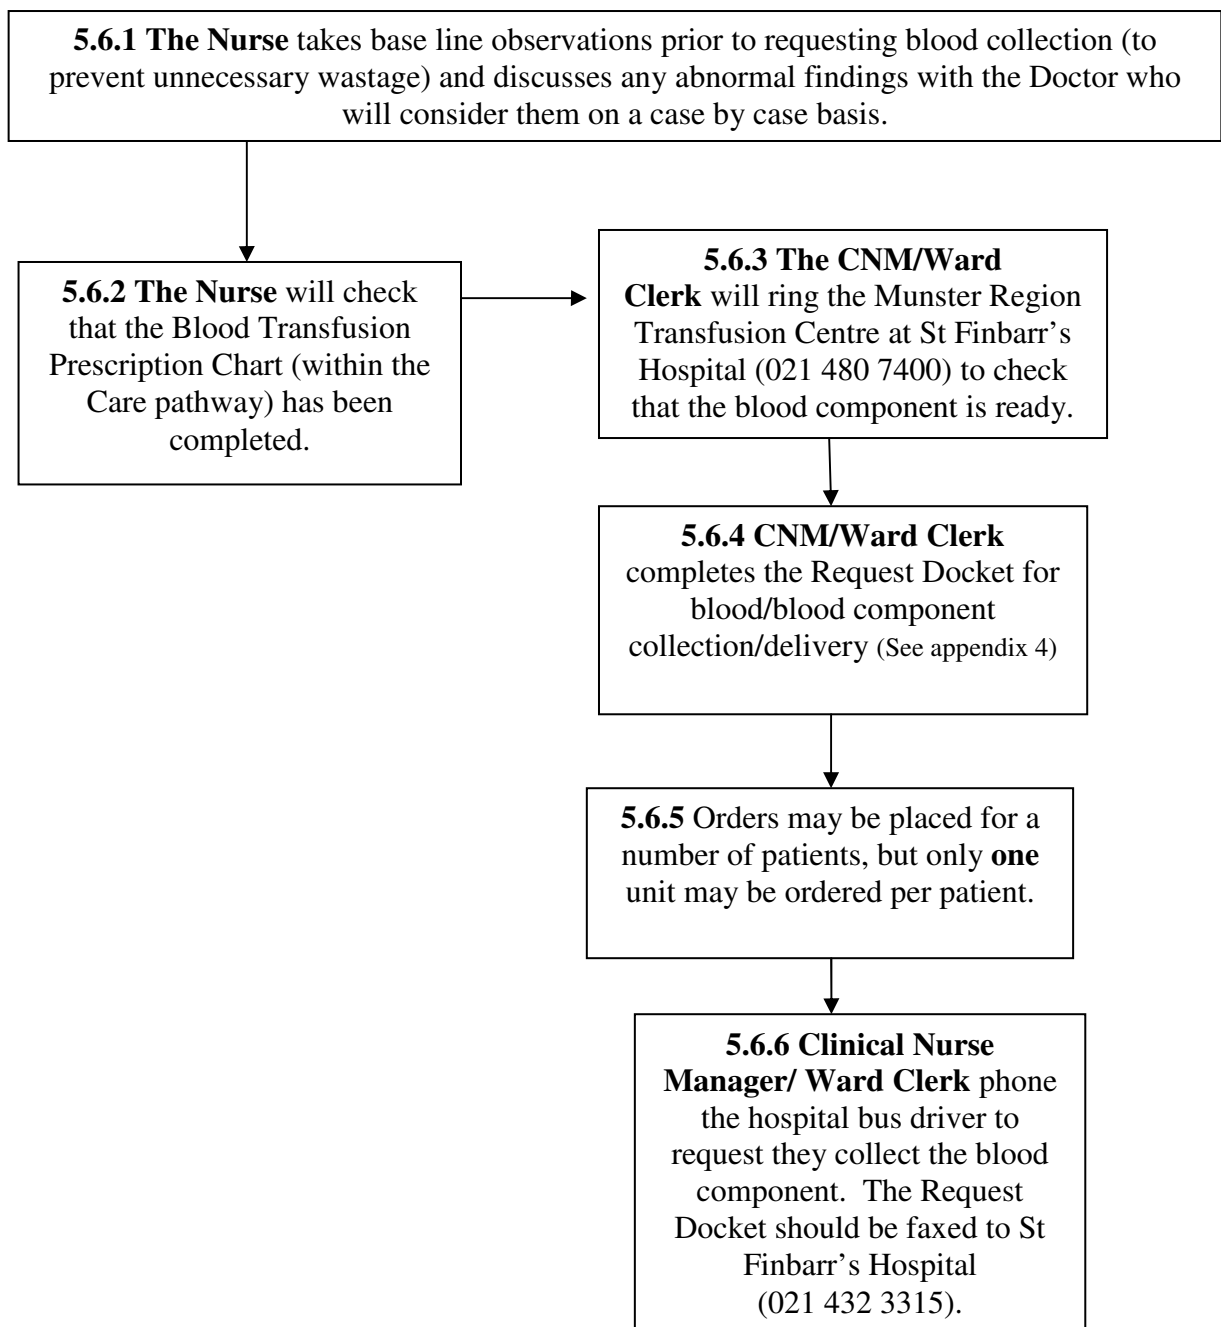 5.6.1 The Nurse takes base line observations prior to requesting blood collection (to
prevent unnecessary wastage) and discusses any abnormal findings with the Doctor who
will consider them on a case by case basis.
5.6.2 The Nurse will check
that the Blood Transfusion
Prescription Chart (within the
Care pathway) has been
completed.
5.6.3 The CNM/Ward
Clerk will ring the Munster Region
Transfusion Centre at St Finbarr’s
Hospital (021 480 7400) to check
that the blood component is ready.
5.6.4 CNM/Ward Clerk
completes the Request Docket for
blood/blood component
collection/delivery (See appendix 4)
5.6.5 Orders may be placed for a
number of patients, but only one
unit may be ordered per patient.
5.6.6 Clinical Nurse
Manager/ Ward Clerk phone
the hospital bus driver to
request they collect the blood
component.  The Request
Docket should be faxed to St
Finbarr’s Hospital
(021 432 3315).